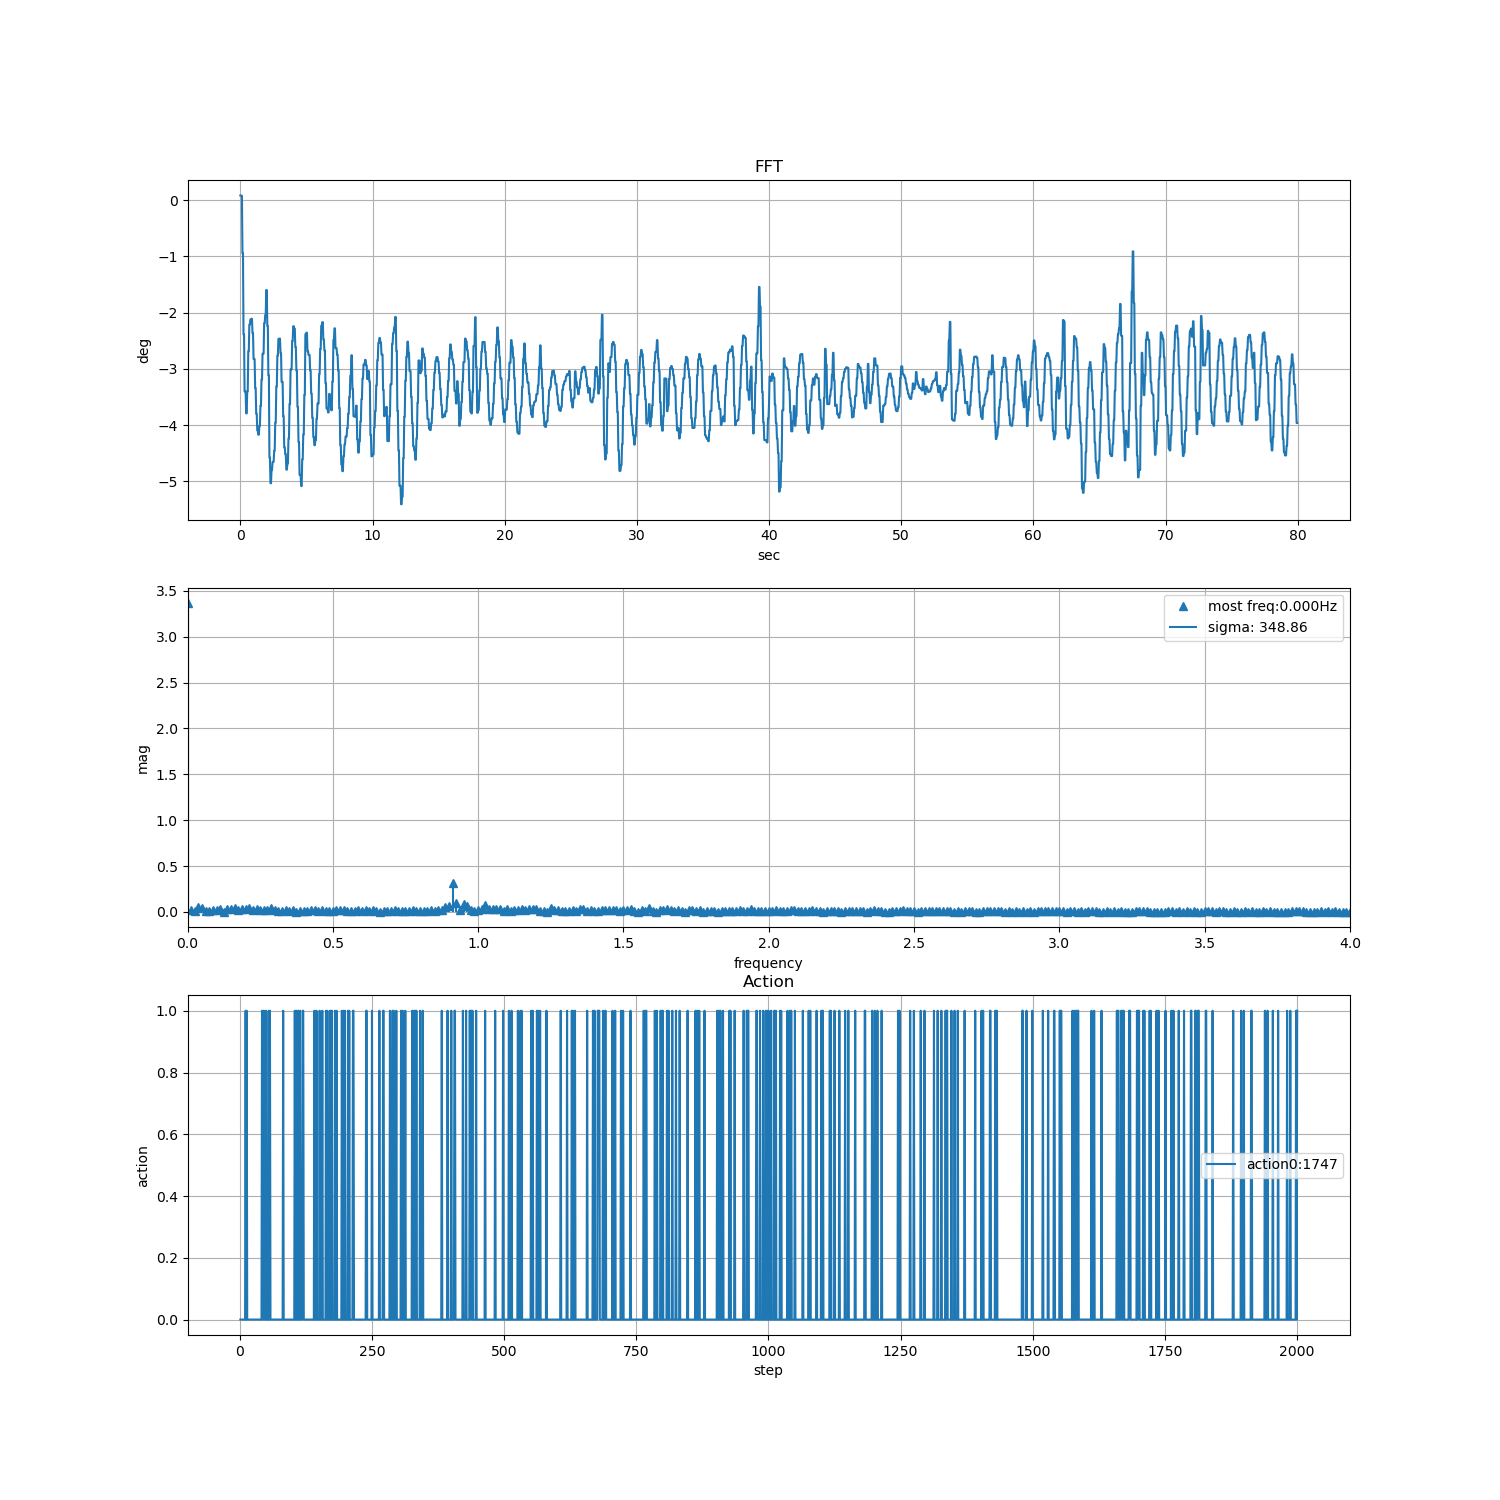 FFT
0
−1
−2
−3
−4
−5
deg
0 10 20 30 40 50 60 70 80
sec
3.5
3.0
2.5
2.0
1.5
1.0
0.5
0.0
mag
most freq:0.000Hz
sigma: 348.86
0.0 0.5 1.0 1.5 2.0 2.5 3.0 3.5 4.0
frequency
Action
1.0
0.8
0.6
0.4
0.2
0.0
action
action0:1747
0 250 500 750 1000 1250 1500 1750 2000
step